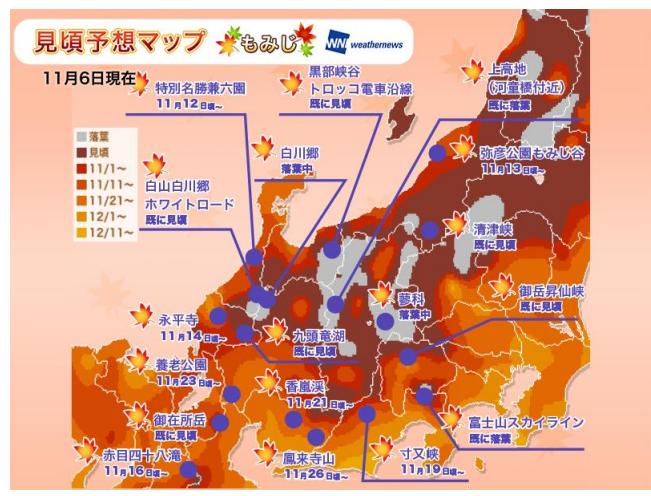 見頃予想マップ もみじ
WNI weathernews
11月6日現在
特別名勝兼六園
11月12日頃～
黒部峡谷
トロッコ電車沿線
既に見頃
上高地
(河童橋付近)
既に落葉
落葉
見頃
11/1～
11/11～
11/21～
12/1～
12/11～
白川郷
落葉中
弥彦公園もみじ谷
11月13日頃～
白山白川郷
ホワイトロード
既に見頃
清津峡
既に見頃
御岳昇仙峡
既に見頃
蓼科
落葉中
永平寺
11月14日頃～
九頭竜湖
既に見頃
養老公園
11月23日頃～
香嵐渓
11月21日頃～
御在所岳
既に見頃
富士山スカイライン
既に落葉
赤目四十八滝
11月16日頃～
鳳来寺山
11月26日頃～
寸又峡
11月19日頃～